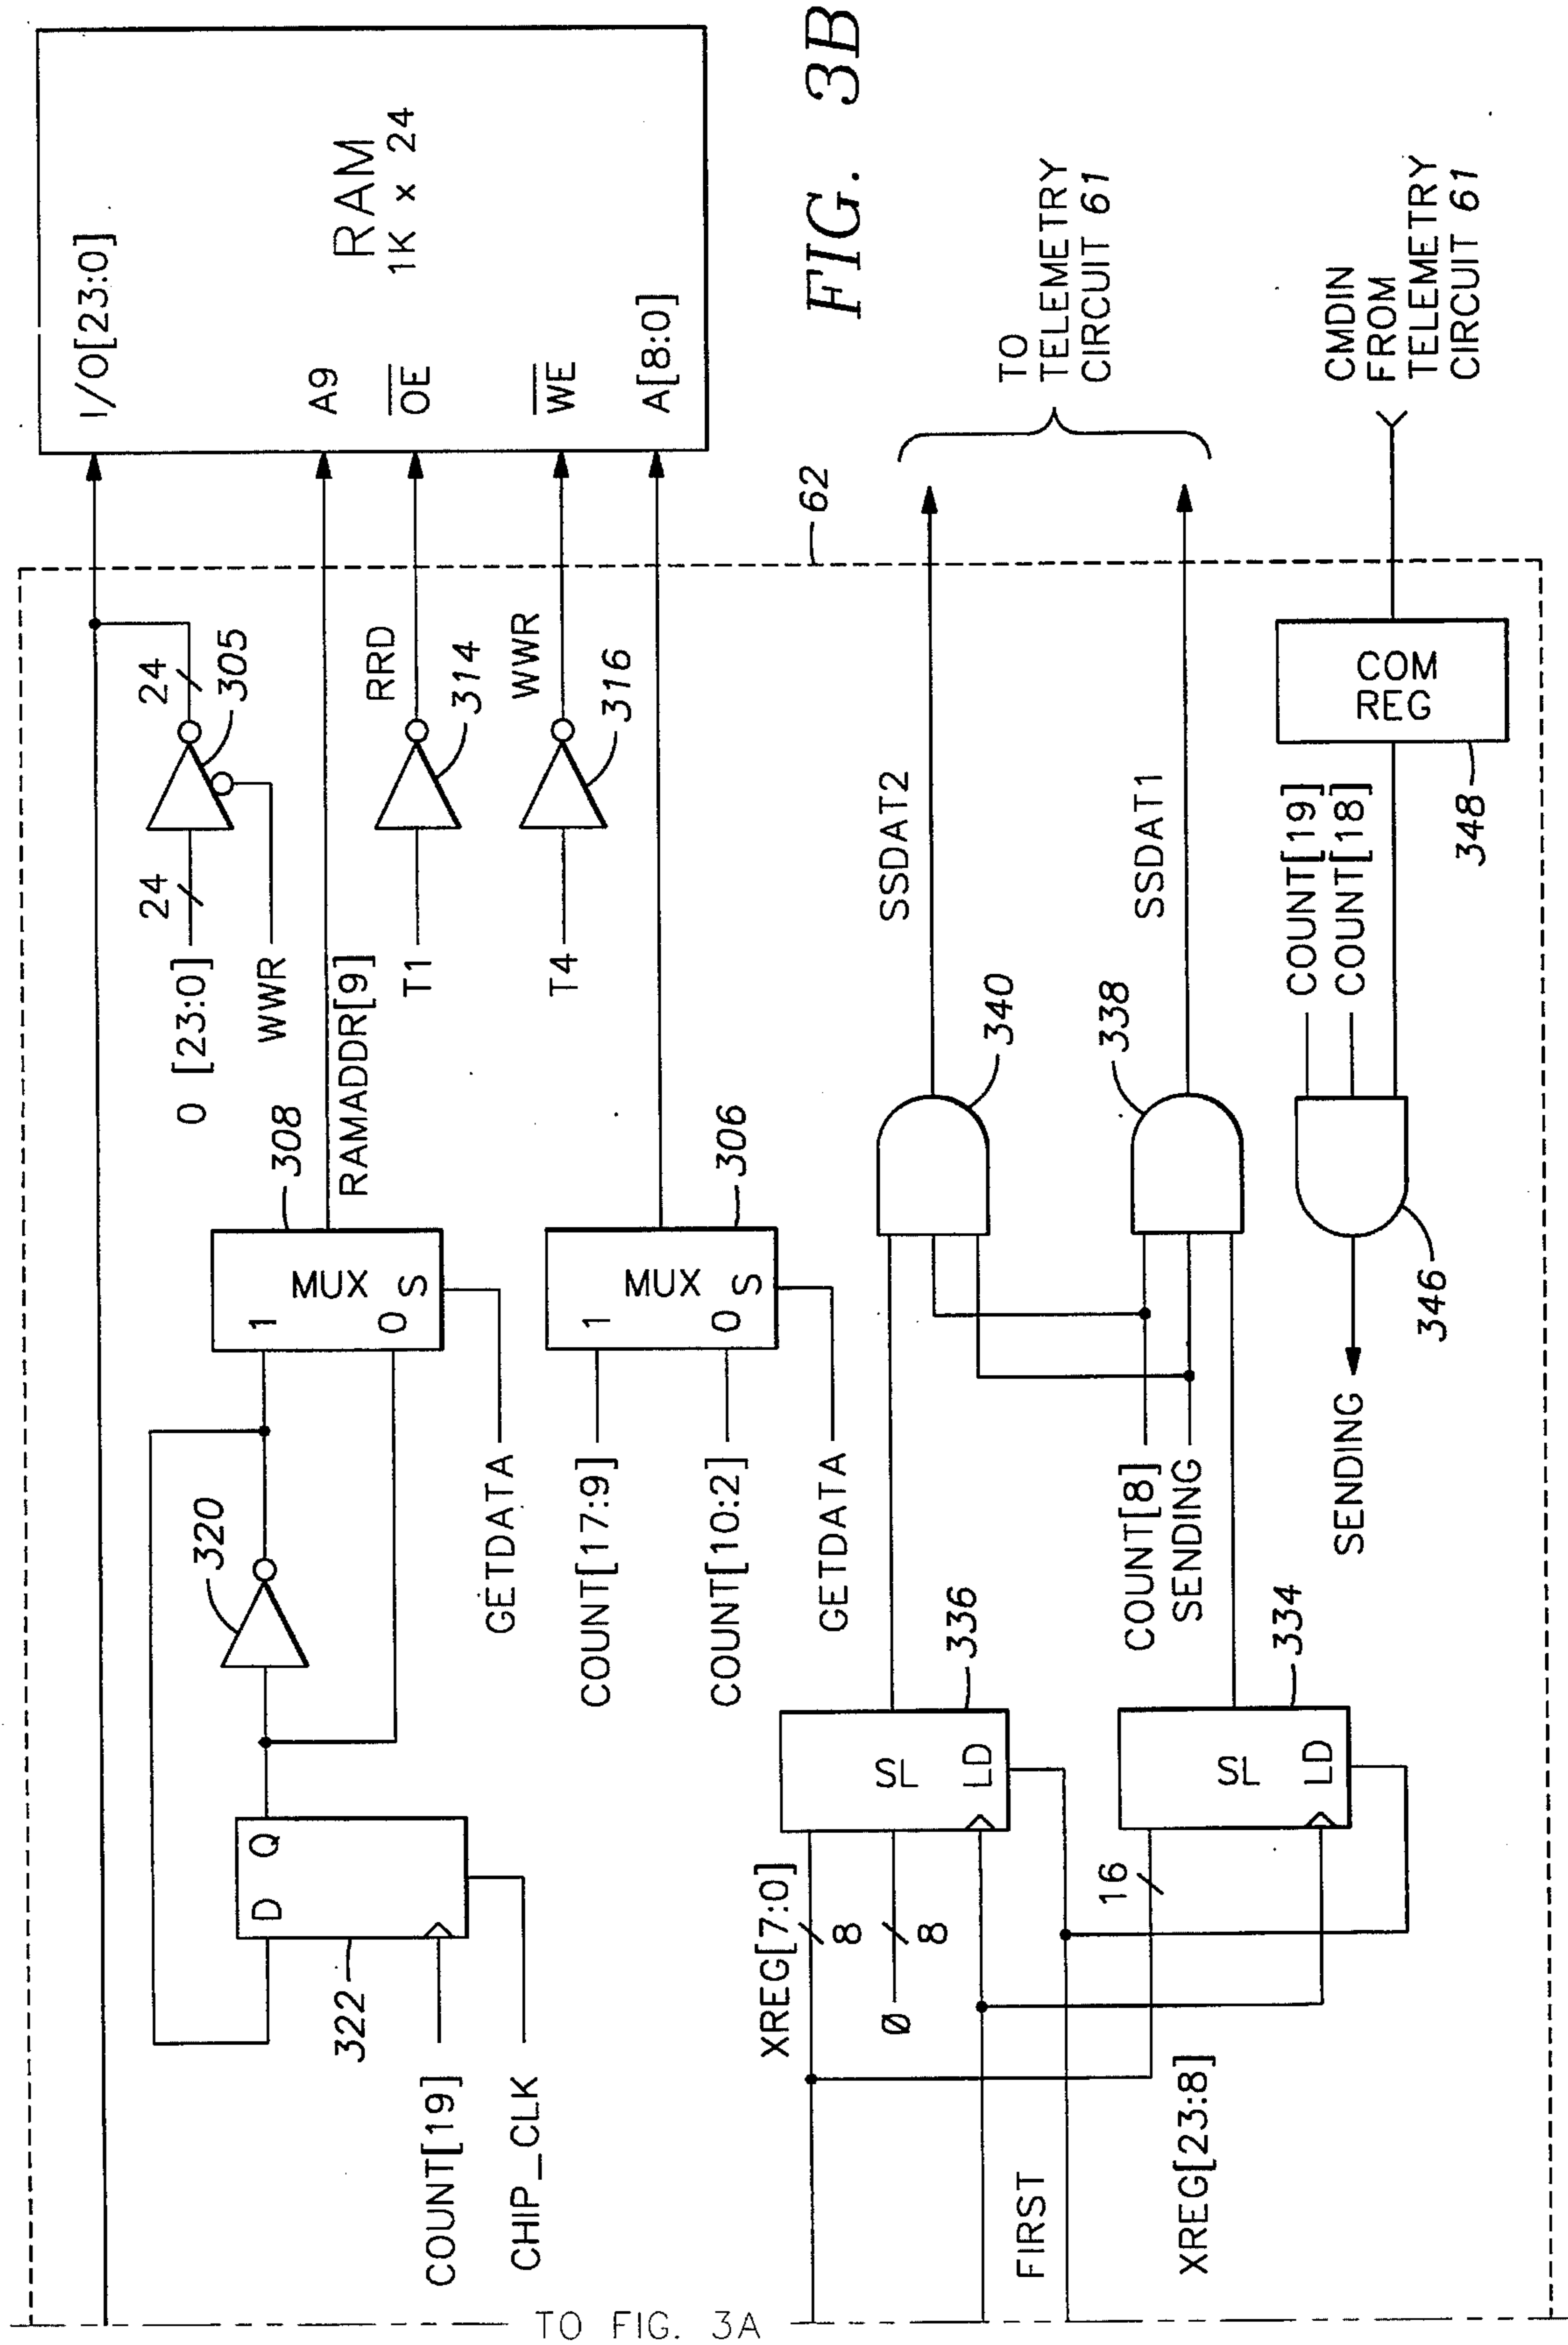 I/O[23:0]
A9
OE
WE
A[8:0]
RAM
1K x 24
FIG. 3B
24
24
305
O [23:0]
WWR
RRD
314
T1
WWR
316
T4
RAMADDR[9]
308
MUX
1
0
S
GETDATA
320
D
Q
322
COUNT[19]
CHIP_CLK
306
MUX
1
0
S
COUNT[17:9]
COUNT[10:2]
GETDATA
62
SSDAT2
340
SSDAT1
338
TO
TELEMETRY
CIRCUIT 61
COUNT[8]
SENDING
336
SL
LD
XREG[7:0]
8
8
Ø
334
SL
LD
16
XREG[23:8]
FIRST
CMDIN
FROM
TELEMETRY
CIRCUIT 61
COM
REG
348
COUNT[19]
COUNT[18]
346
SENDING
TO FIG. 3A